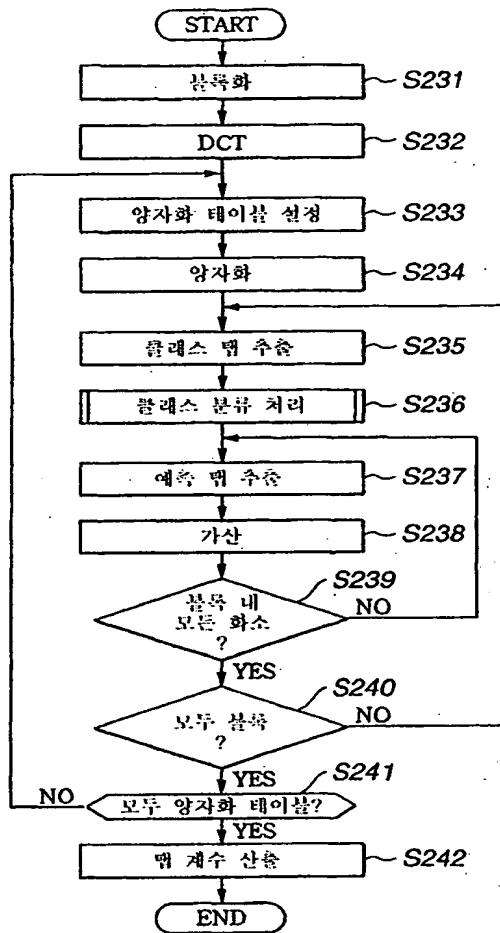 START
블록화
S231
DCT
S232
양자화 테이블 설정
S233
양자화
S234
클래스 탭 추출
S235
클래스 분류 처리
S236
예측 탭 추출
S237
가산
S238
S239
블록 내
모든 화소
?
NO
YES
S240
모두 블록
?
NO
YES
S241
NO
모두 양자화 테이블?
YES
탭 계수 산출
S242
END